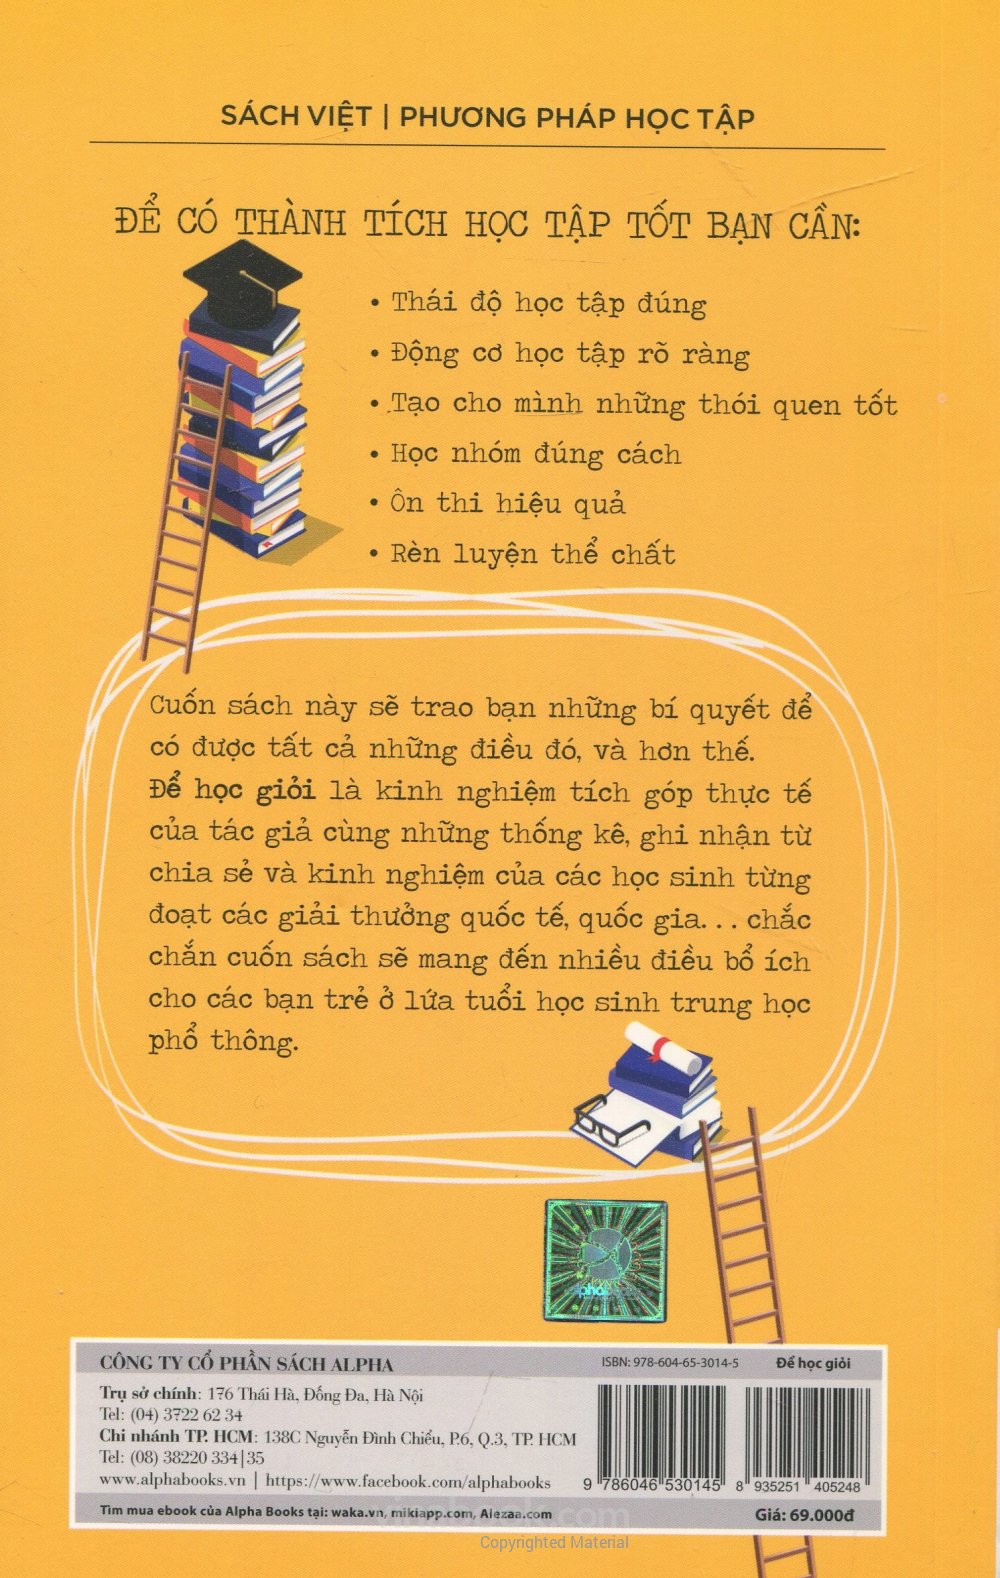 SÁCH VIỆT | PHƯƠNG PHÁP HỌC TẬP
ĐỂ CÓ THÀNH TÍCH HỌC TẬP TỐT BẠN CẦN:
• Thái độ học tập đúng
• Động cơ học tập rõ ràng
• Tạo cho mình những thói quen tốt
• Học nhóm đúng cách
• Ôn thi hiệu quả
• Rèn luyện thể chất
Cuốn sách này sẽ trao bạn những bí quyết để
có được tất cả những điều đó, và hơn thế.
Để học giỏi là kinh nghiệm tích góp thực tế
của tác giả cùng những thống kê, ghi nhận từ
chia sẻ và kinh nghiệm của các học sinh từng
đoạt các giải thưởng quốc tế, quốc gia... chắc
chắn cuốn sách sẽ mang đến nhiều điều bổ ích
cho các bạn trẻ ở lứa tuổi học sinh trung học
phổ thông.
CÔNG TY CỔ PHẦN SÁCH ALPHA
Trụ sở chính: 176 Thái Hà, Đống Đa, Hà Nội
Tel: (04) 3722 62 34
Chi nhánh TP. HCM: 138C Nguyễn Đình Chiểu, P.6, Q.3, TP. HCM
Tel: (08) 38220 334|35
www.alphabooks.vn | https://www.facebook.com/alphabooks
Tìm mua ebook của Alpha Books tại: waka.vn, mikiapp.com, Alezaa.com
ISBN: 978-604-65-3014-5
Để học giỏi
9 786046 530145
8 935251 405248
Giá: 69.000đ
Copyrighted Material